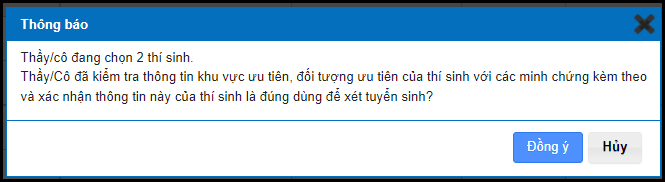 Thông báo
Thầy/cô đang chọn 2 thí sinh.
Thầy/Cô đã kiểm tra thông tin khu vực ưu tiên, đối tượng ưu tiên của thí sinh với các minh chứng kèm theo
và xác nhận thông tin này của thí sinh là đúng dùng để xét tuyển sinh?
Đồng ý Hủy